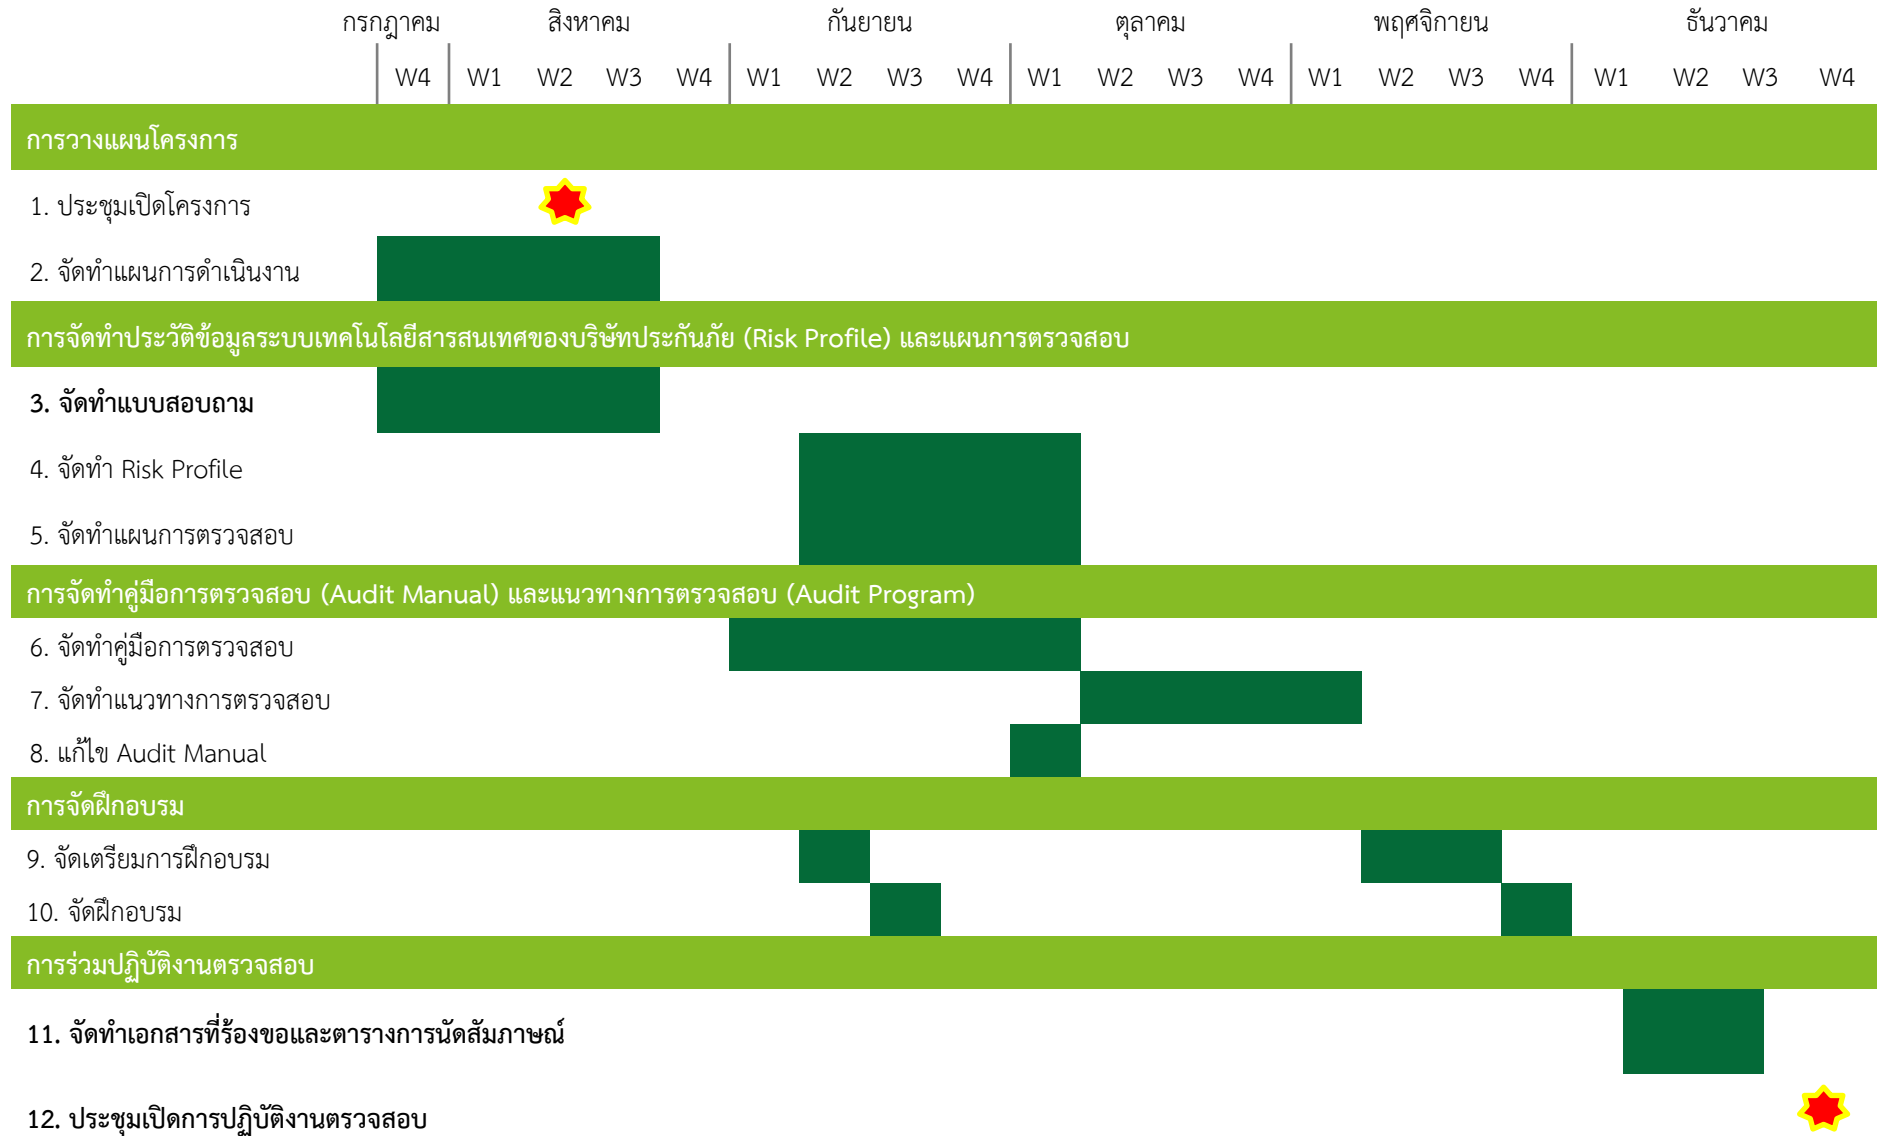 กรกฎาคม สิงหาคม กันยายน ตุลาคม พฤศจิกายน ธันวาคม
W4 W1 W2 W3 W4 W1 W2 W3 W4 W1 W2 W3 W4 W1 W2 W3 W4 W1 W2 W3 W4
การวางแผนโครงการ
1. ประชุมเปิดโครงการ
2. จัดทำแผนการดำเนินงาน
การจัดทำประวัติข้อมูลระบบเทคโนโลยีสารสนเทศของบริษัทประกันภัย (Risk Profile) และแผนการตรวจสอบ
3. จัดทำแบบสอบถาม
4. จัดทำ Risk Profile
5. จัดทำแผนการตรวจสอบ
การจัดทำคู่มือการตรวจสอบ (Audit Manual) และแนวทางการตรวจสอบ (Audit Program)
6. จัดทำคู่มือการตรวจสอบ
7. จัดทำแนวทางการตรวจสอบ
8. แก้ไข Audit Manual
การจัดฝึกอบรม
9. จัดเตรียมการฝึกอบรม
10. จัดฝึกอบรม
การร่วมปฏิบัติงานตรวจสอบ
11. จัดทำเอกสารที่ร้องขอและตารางการนัดสัมภาษณ์
12. ประชุมเปิดการปฏิบัติงานตรวจสอบ